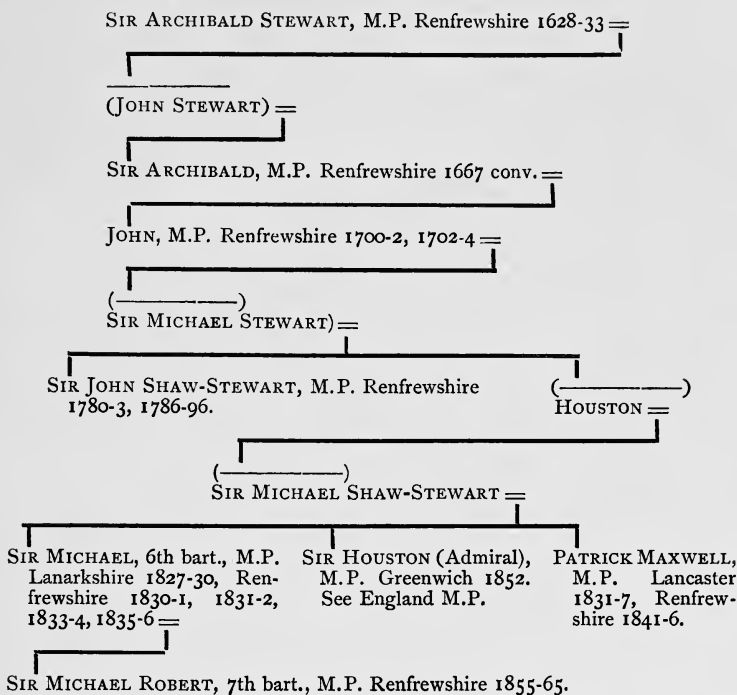 SIR ARCHIBALD STEWART, M.P. Renfrewshire 1628-33 =
(JOHN STEWART) =
SIR ARCHIBALD, M.P. Renfrewshire 1667 conv. =
JOHN, M.P. Renfrewshire 1700-2, 1702-4 =
(————)
SIR MICHAEL STEWART) =
SIR JOHN SHAW-STEWART, M.P. Renfrewshire
1780-3, 1786-96.
(————)
HOUSTON =
(————)
SIR MICHAEL SHAW-STEWART =
SIR MICHAEL, 6th bart., M.P.
Lanarkshire 1827-30, Ren-
frewshire 1830-1, 1831-2,
1833-4, 1835-6 =
SIR HOUSTON (Admiral),
M.P. Greenwich 1852.
See England M.P.
PATRICK MAXWELL,
M.P. Lancaster
1831-7, Renfrew-
shire 1841-6.
SIR MICHAEL ROBERT, 7th bart., M.P. Renfrewshire 1855-65.